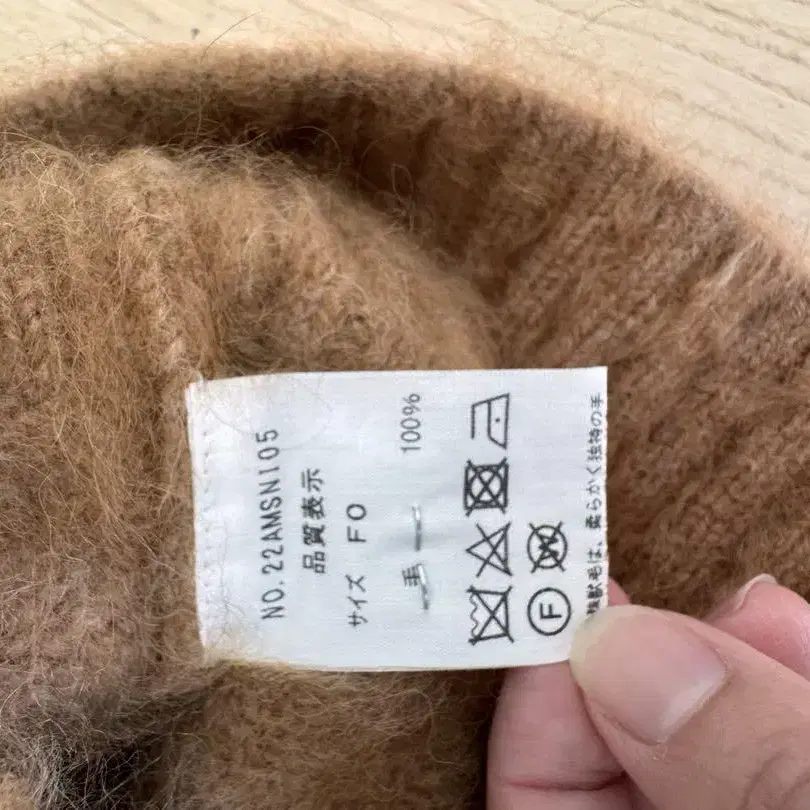 NO.22AMSN105
品質表示
サイズ FO
毛 100%
F W
獣毛は、柔らかく独特の手